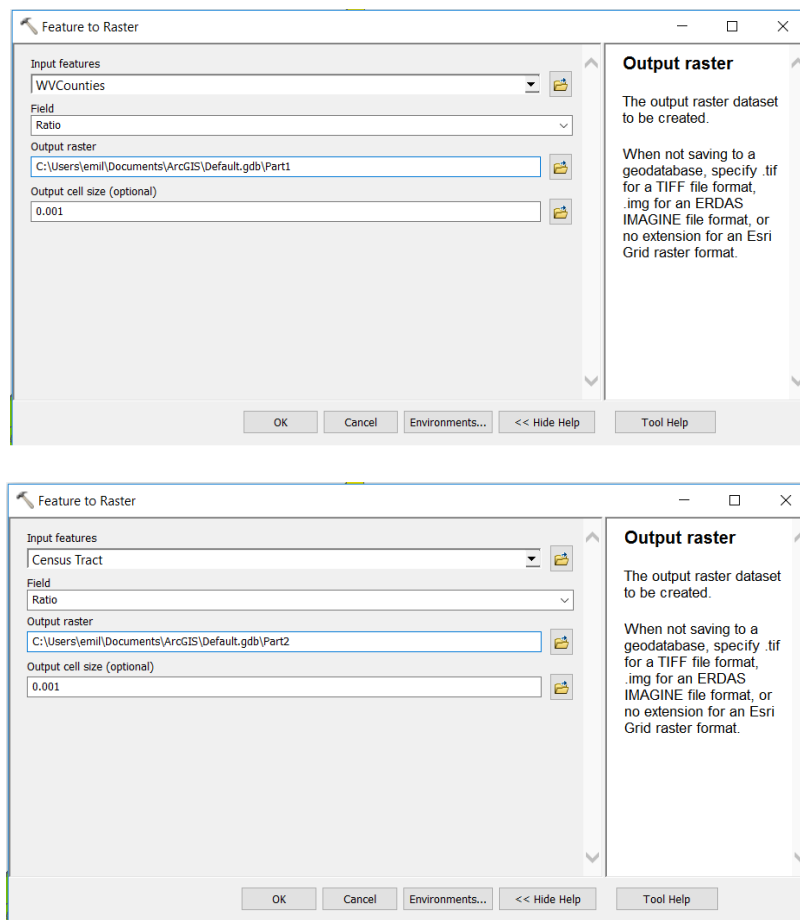 Feature to Raster
Input features
WVCounties
Field
Ratio
Output raster
C:\Users\emil\Documents\ArcGIS\Default.gdb\Part1
Output cell size (optional)
0.001
OK
Cancel
Environments...
<< Hide Help
Output raster
The output raster dataset
to be created.
When not saving to a
geodatabase, specify .tif
for a TIFF file format,
.img for an ERDAS
IMAGINE file format, or
no extension for an Esri
Grid raster format.
Tool Help
Feature to Raster
Input features
Census Tract
Field
Ratio
Output raster
C:\Users\emil\Documents\ArcGIS\Default.gdb\Part2
Output cell size (optional)
0.001
OK
Cancel
Environments...
<< Hide Help
Output raster
The output raster dataset
to be created.
When not saving to a
geodatabase, specify .tif
for a TIFF file format,
.img for an ERDAS
IMAGINE file format, or
no extension for an Esri
Grid raster format.
Tool Help